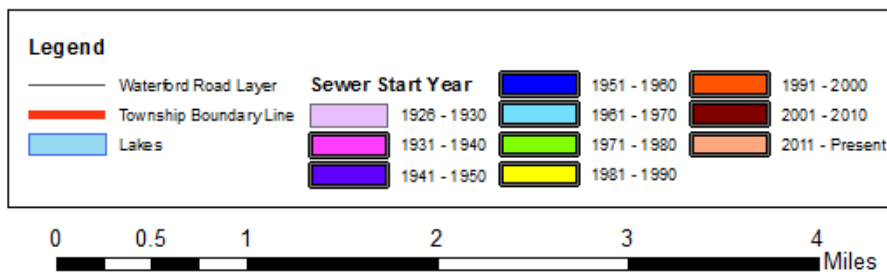 Legend
Waterford Road Layer
Township Boundary Line
Lakes
Sewer Start Year
1926 - 1930
1931 - 1940
1941 - 1950
1951 - 1960
1961 - 1970
1971 - 1980
1981 - 1990
1991 - 2000
2001 - 2010
2011 - Present
0 0.5 1 2 3 4
Miles